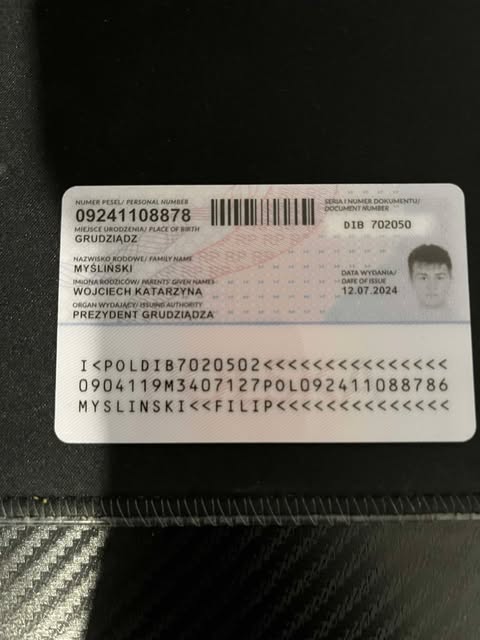 NUMER PESEL/ PERSONAL NUMBER
09241108878
SERIA I NUMER DOKUMENTU/
DOCUMENT NUMBER
DIB 702050
MIEJSCE URODZENIA/ PLACE OF BIRTH
GRUDZIĄDZ
NAZWISKO RODOWE/ FAMILY NAME
MYŚLIŃSKI
IMIONA RODZICÓW/ PARENTS' GIVEN NAMES
WOJCIECH KATARZYNA
DATA WYDANIA/
DATE OF ISSUE
12.07.2024
ORGAN WYDAJĄCY/ ISSUING AUTHORITY
PREZYDENT GRUDZIĄDZA
I<POLDIB7020502<<<<<<<<<<<<<<<
0904119M3407127POL092411088786
MYSLINSKI<<FILIP<<<<<<<<<<<<<<